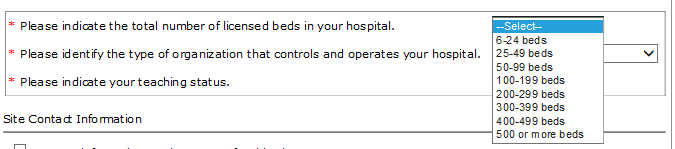 * Please indicate the total number of licensed beds in your hospital.
--Select--
6-24 beds
25-49 beds
50-99 beds
100-199 beds
200-299 beds
300-399 beds
400-499 beds
500 or more beds
* Please identify the type of organization that controls and operates your hospital.
* Please indicate your teaching status.
Site Contact Information